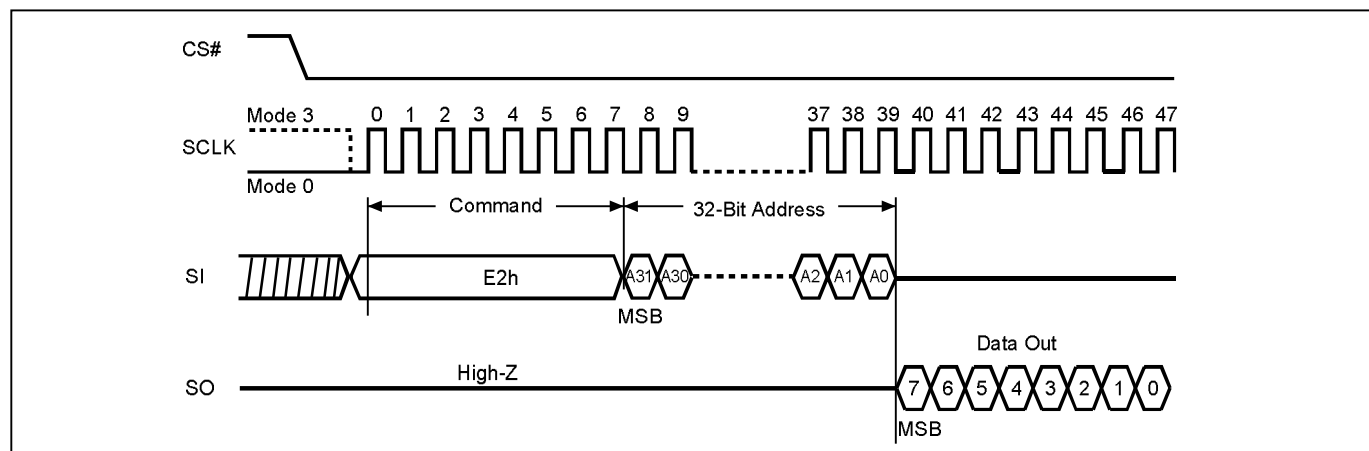 CS#
Mode 3
0 1 2 3 4 5 6 7 8 9 37 38 39 40 41 42 43 44 45 46 47
SCLK
Mode 0
Command 32-Bit Address
SI E2h A31 A30 A2 A1 A0
MSB
Data Out
High-Z
SO 7 6 5 4 3 2 1 0
MSB